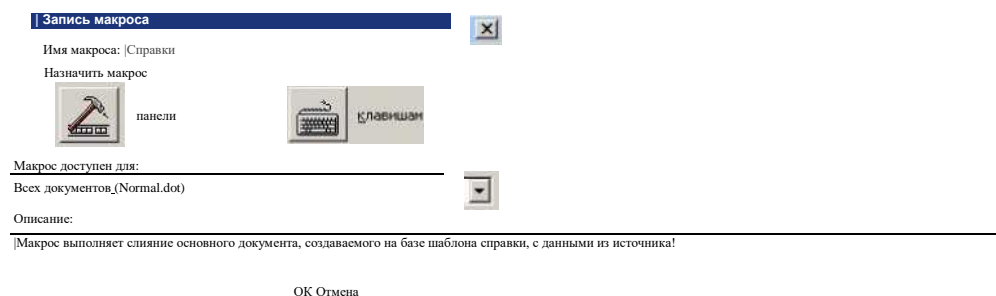 | Запись макроса
Имя макроса: |Справки
Назначить макрос
панели клавишам
Макрос доступен для:
Всех документов (Normal.dot)
Описание:
|Макрос выполняет слияние основного документа, создаваемого на базе шаблона справки, с данными из источника!
ОК Отмена